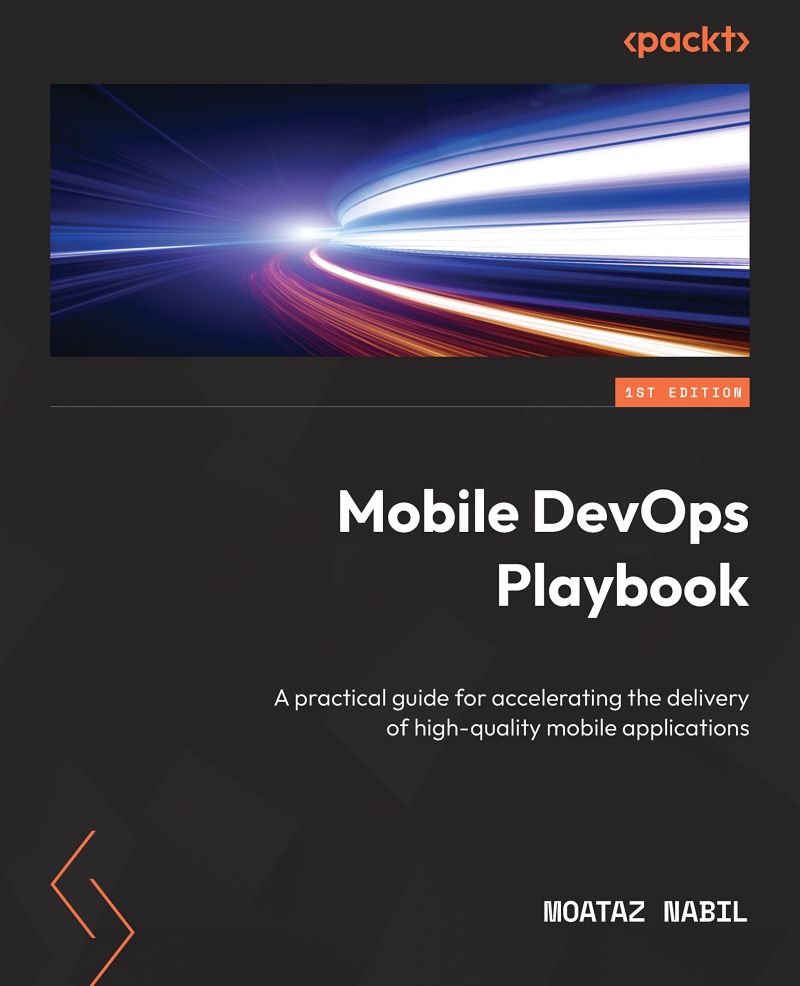 <packt>
1ST EDITION
Mobile DevOps
Playbook
A practical guide for accelerating the delivery
of high-quality mobile applications
MOATAZ NABIL